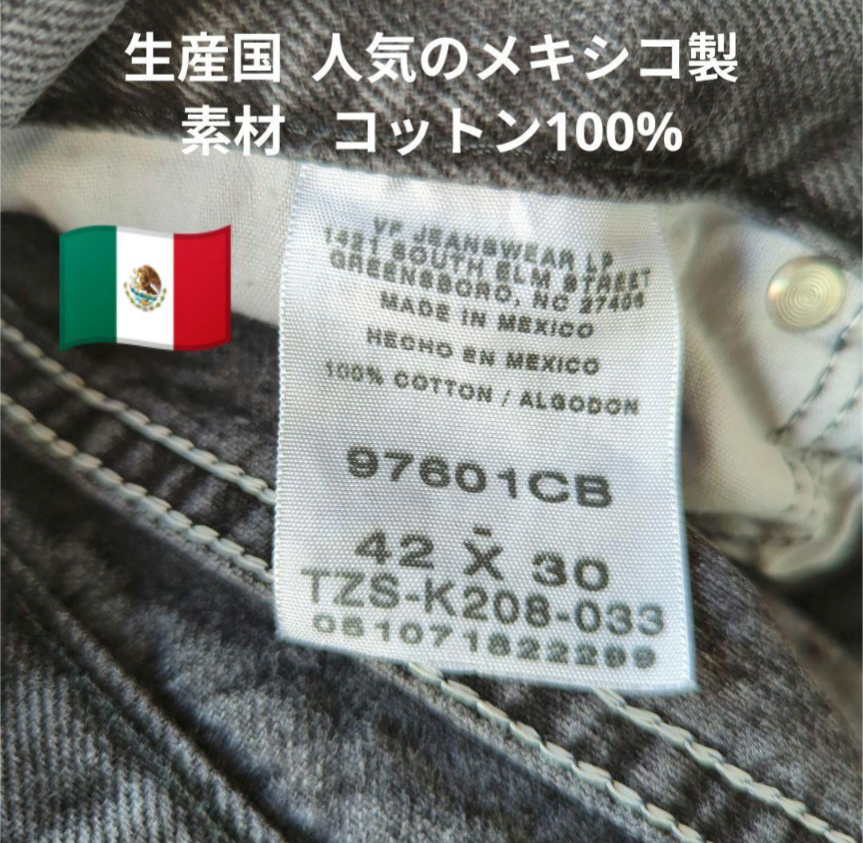 生産国 人気のメキシコ製
素材 コットン100%
VF JEANSWEAR LP
1421 SOUTH ELM STREET
GREENSBORO, NC 27406
MADE IN MEXICO
HECHO EN MEXICO
100% COTTON / ALGODON
97601CB
-
42 X 30
TZS-K208-033